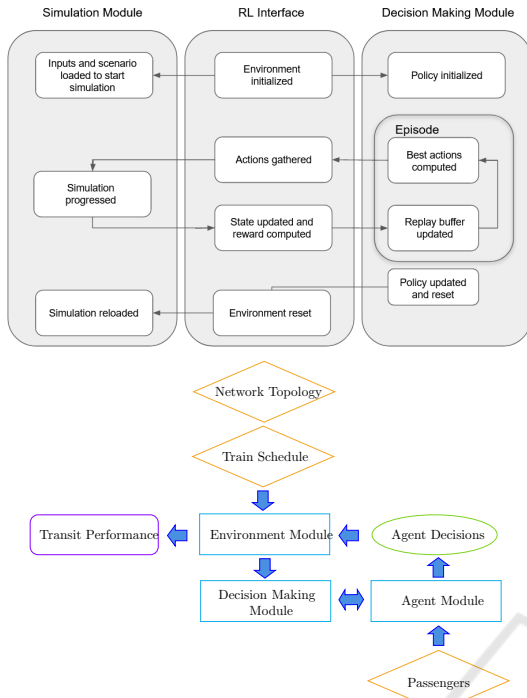 Simulation Module
RL Interface
Decision Making Module
Inputs and scenario
loaded to start
simulation
Environment
initialized
Policy initialized
Episode
Actions gathered
Best actions
computed
Simulation
progressed
State updated and
reward computed
Replay buffer
updated
Policy updated
and reset
Simulation reloaded
Environment reset
Network Topology
Train Schedule
Transit Performance
Environment Module
Agent Decisions
Decision Making
Module
Agent Module
Passengers